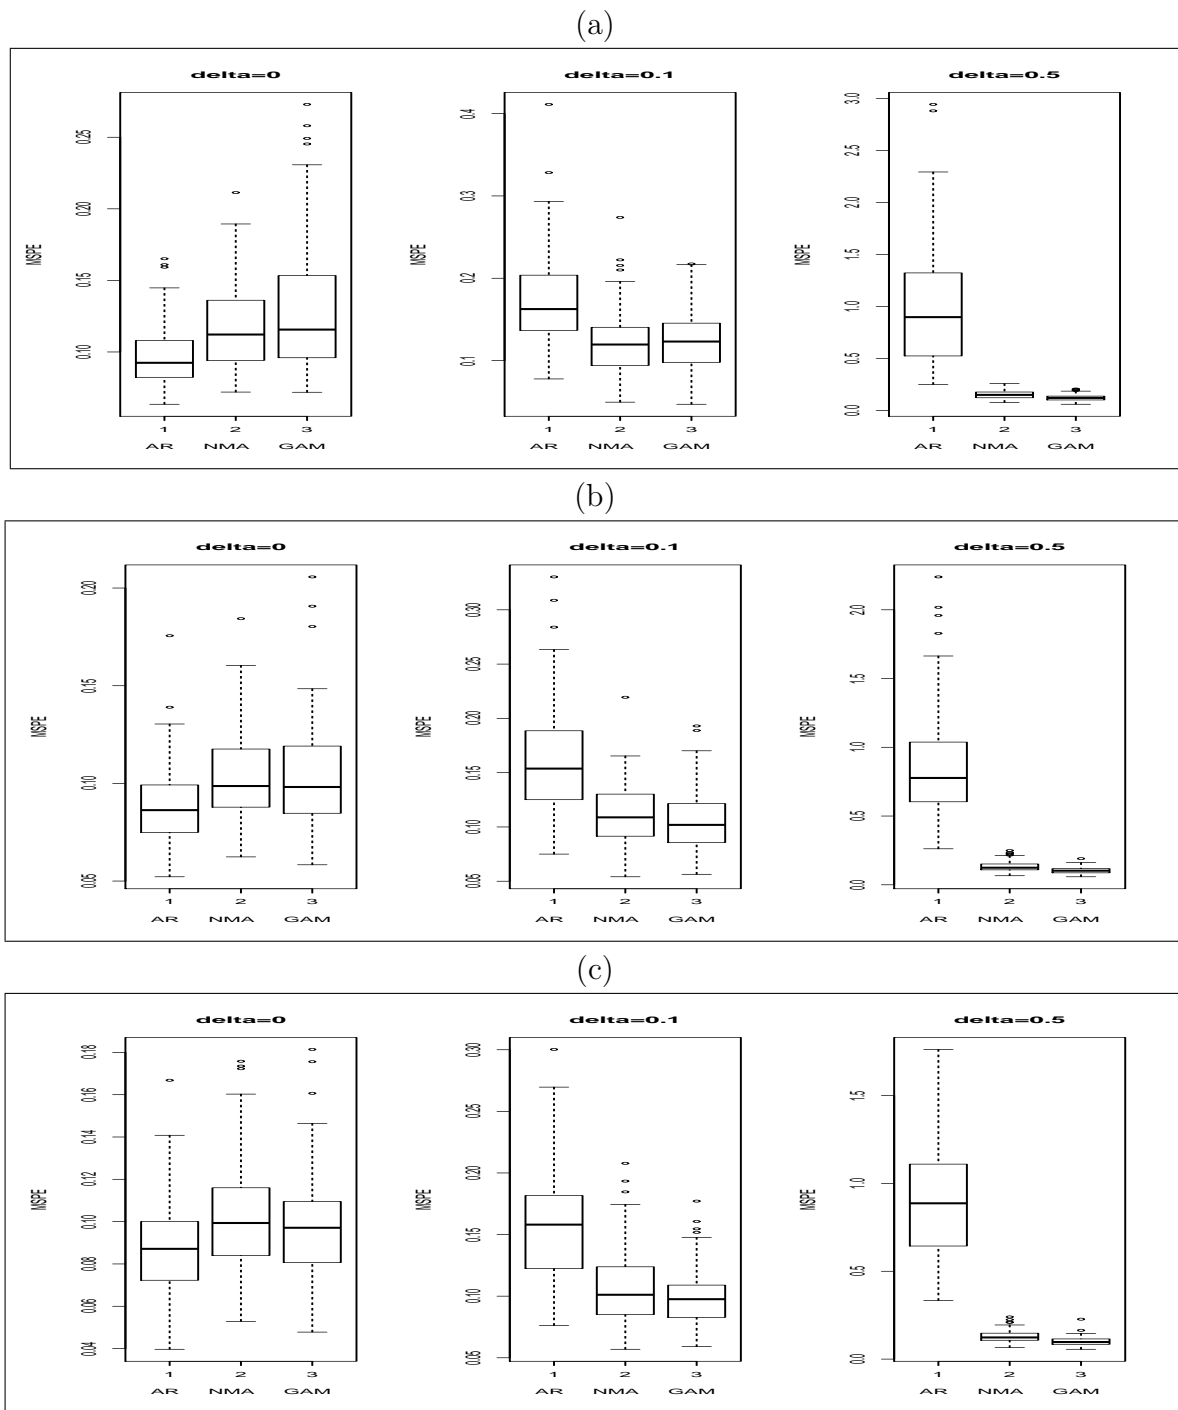 (a)
delta=0 delta=0.1 delta=0.5
MSPE
0.10 0.15 0.20 0.25
1 2 3
AR NMA GAM
MSPE
0.1 0.2 0.3 0.4
1 2 3
AR NMA GAM
MSPE
0.0 0.5 1.0 1.5 2.0 2.5 3.0
1 2 3
AR NMA GAM
(b)
delta=0 delta=0.1 delta=0.5
MSPE
0.05 0.10 0.15 0.20
1 2 3
AR NMA GAM
MSPE
0.05 0.10 0.15 0.20 0.25 0.30
1 2 3
AR NMA GAM
MSPE
0.0 0.5 1.0 1.5 2.0
1 2 3
AR NMA GAM
(c)
delta=0 delta=0.1 delta=0.5
MSPE
0.04 0.06 0.08 0.10 0.12 0.14 0.16 0.18
1 2 3
AR NMA GAM
MSPE
0.05 0.10 0.15 0.20 0.25 0.30
1 2 3
AR NMA GAM
MSPE
0.0 0.5 1.0 1.5
1 2 3
AR NMA GAM